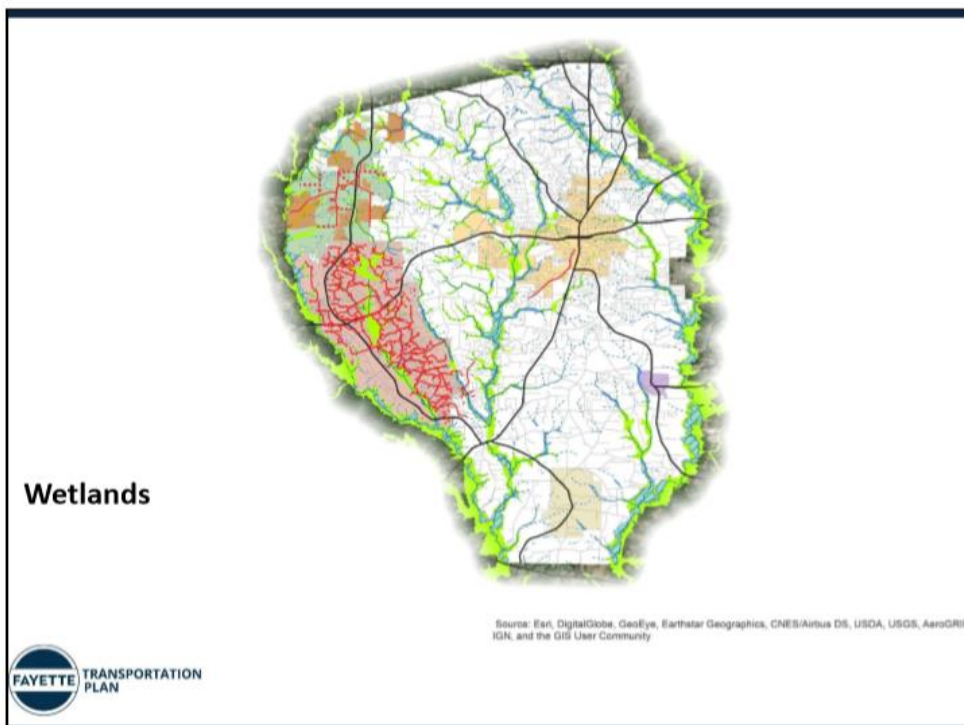 Wetlands
Source: Esri, DigitalGlobe, GeoEye, Earthstar Geographics, CNES/Airbus DS, USDA, USGS, AeroGRI
IGN, and the GIS User Community
FAYETTE
TRANSPORTATION
PLAN